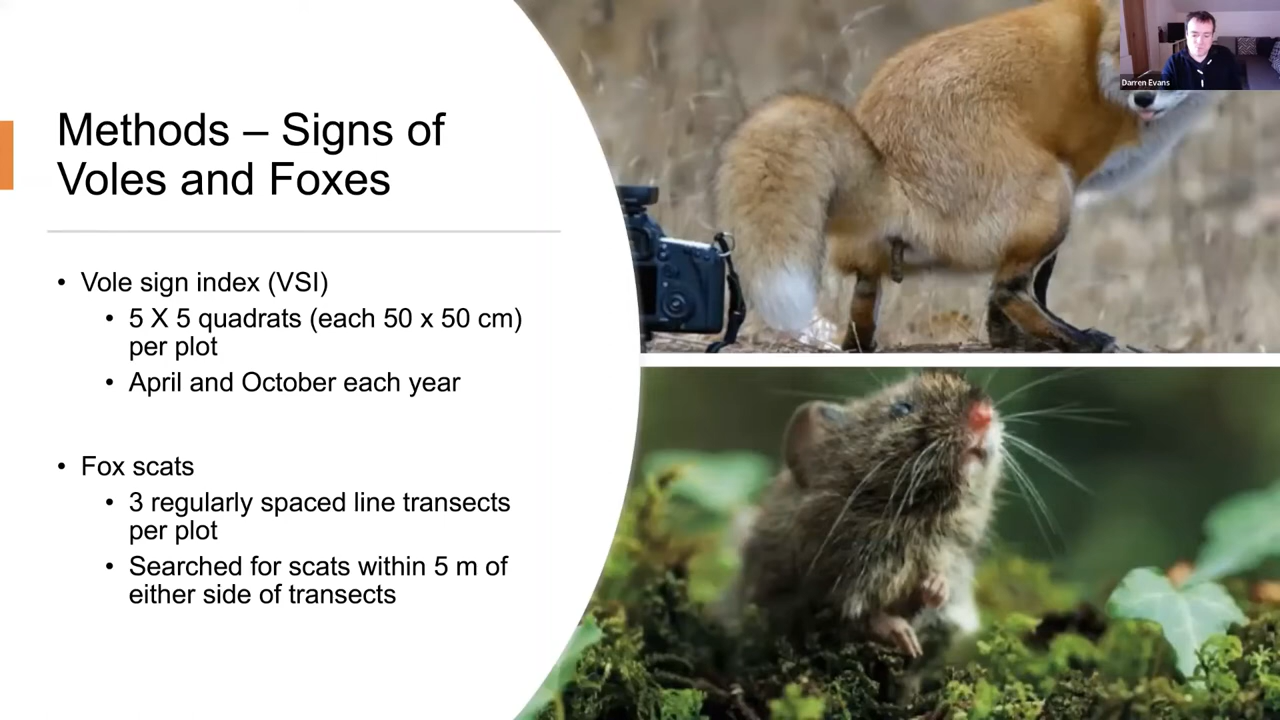 Methods – Signs of
Voles and Foxes
• Vole sign index (VSI)
• 5 X 5 quadrats (each 50 x 50 cm)
per plot
• April and October each year
• Fox scats
• 3 regularly spaced line transects
per plot
• Searched for scats within 5 m of
either side of transects
Darren Evans